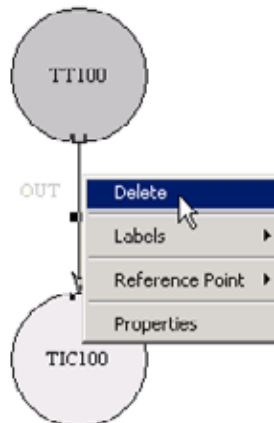 TT100
OUT
Delete
Labels
Reference Point
Properties
TIC100